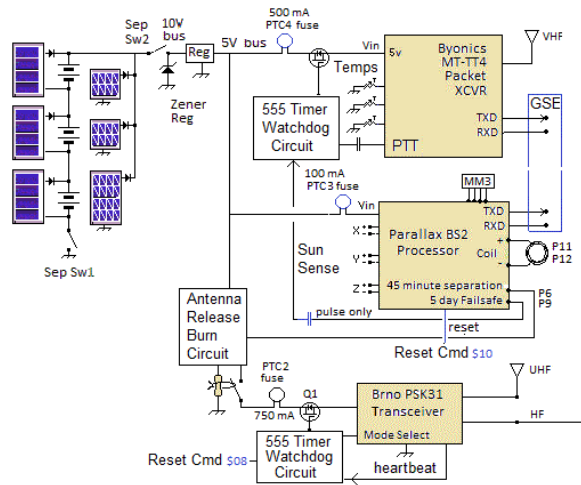 500 mA
PTC4 fuse
Sep
Sw2
10V
bus
5V bus
Reg
Zener
Reg
Vin
5v
Byonics
MT-TT4
Packet
XCVR
VHF
Temps
555 Timer
Watchdog
Circuit
PTT
TXD
RXD
GSE
100 mA
PTC3 fuse
Vin
MM3
Parallax BS2
Processor
TXD
RXD
X
Y
Z
Coil
+
-
P11
P12
Sun
Sense
45 minute separation
5 day Failsafe
P6
P9
Sep Sw1
Antenna
Release
Burn
Circuit
pulse only
reset
Reset Cmd $10
PTC2
fuse
750 mA
Q1
Brno PSK31
Transceiver
Mode Select
UHF
HF
555 Timer
Watchdog
Circuit
Reset Cmd $08
heartbeat